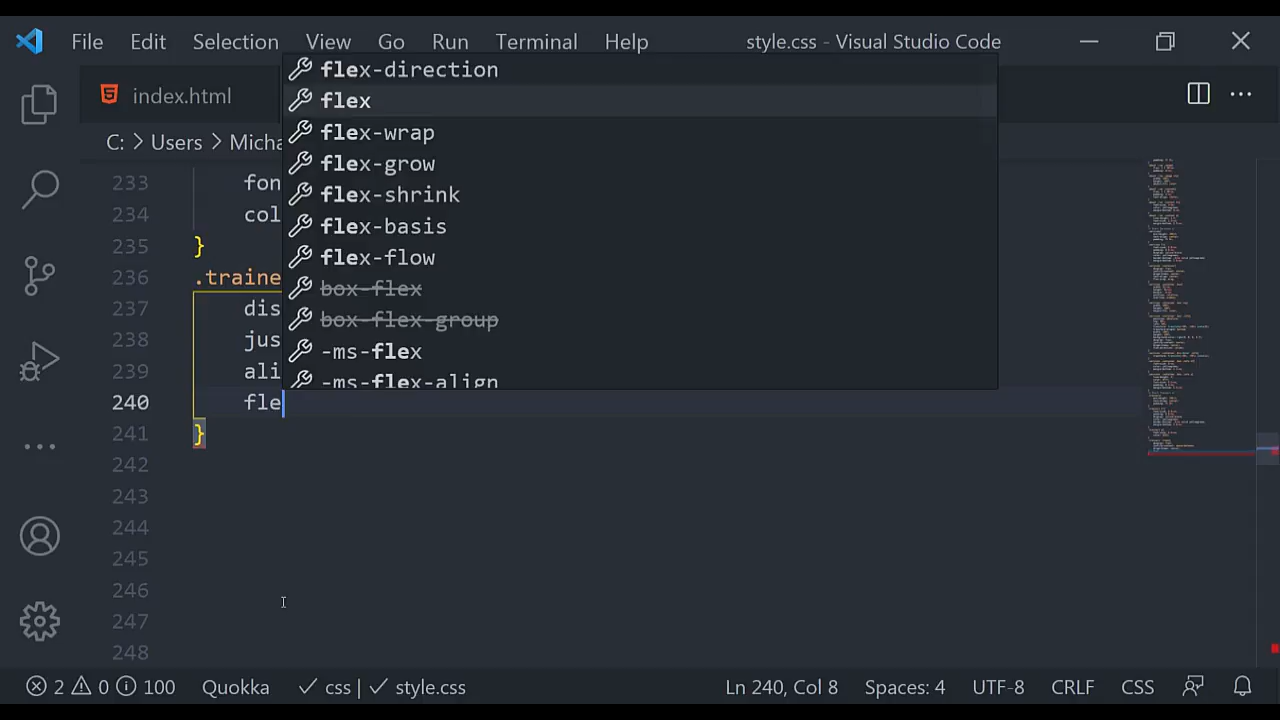 File Edit Selection View Go Run Terminal Help style.css - Visual Studio Code
index.html
C: > Users > Micha
flex-direction
flex
flex-wrap
flex-grow
flex-shrink
flex-basis
flex-flow
box-flex
box-flex-group
-ms-flex
-ms-flex-align
233 fon
234 col
235 }
236 .traine
237 dis
238 jus
239 ali
240 fle
241 }
242
243
244
245
246
247
248
2 0 100 Quokka css | style.css Ln 240, Col 8 Spaces: 4 UTF-8 CRLF CSS